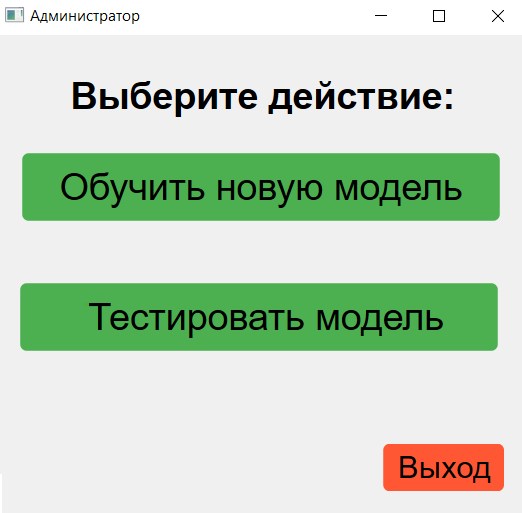 Администратор
Выберите действие:
Обучить новую модель
Тестировать модель
Выход